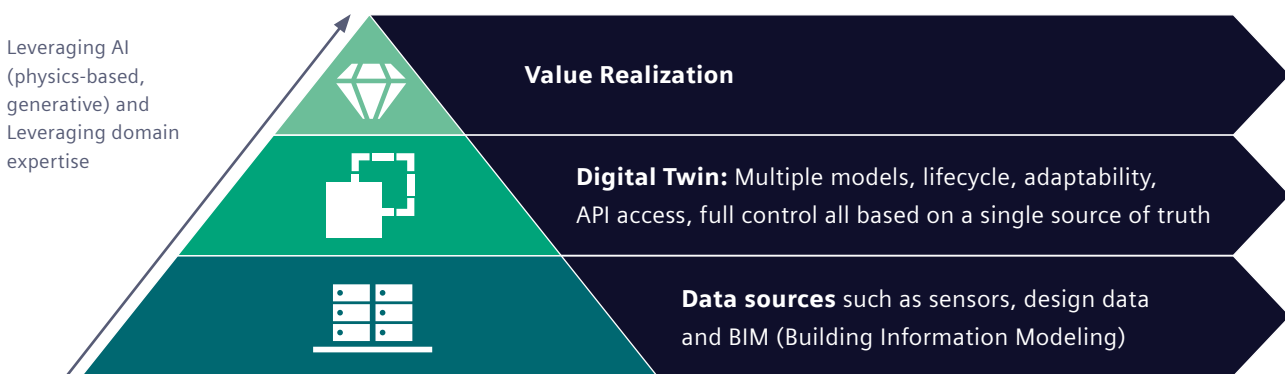 Leveraging AI
(physics-based,
generative) and
Leveraging domain
expertise
Value Realization
Digital Twin: Multiple models, lifecycle, adaptability,
API access, full control all based on a single source of truth
Data sources such as sensors, design data
and BIM (Building Information Modeling)